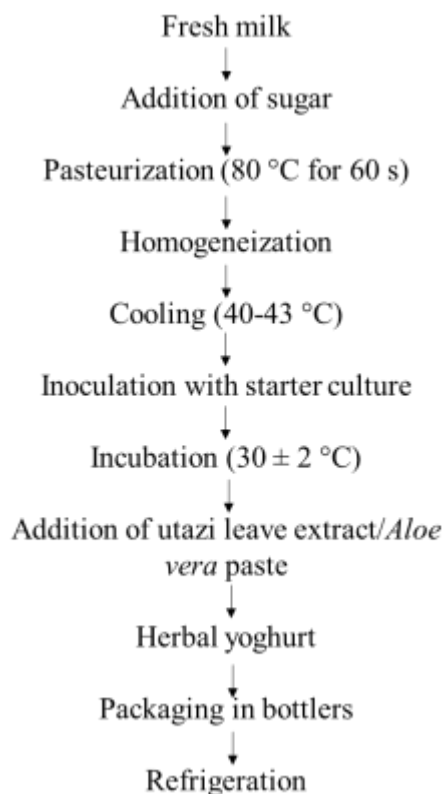 Fresh milk
Addition of sugar
Pasteurization (80 °C for 60 s)
Homogeneization
Cooling (40-43 °C)
Inoculation with starter culture
Incubation (30 ± 2 °C)
Addition of utazi leave extract/Aloe
vera paste
Herbal yoghurt
Packaging in bottlers
Refrigeration